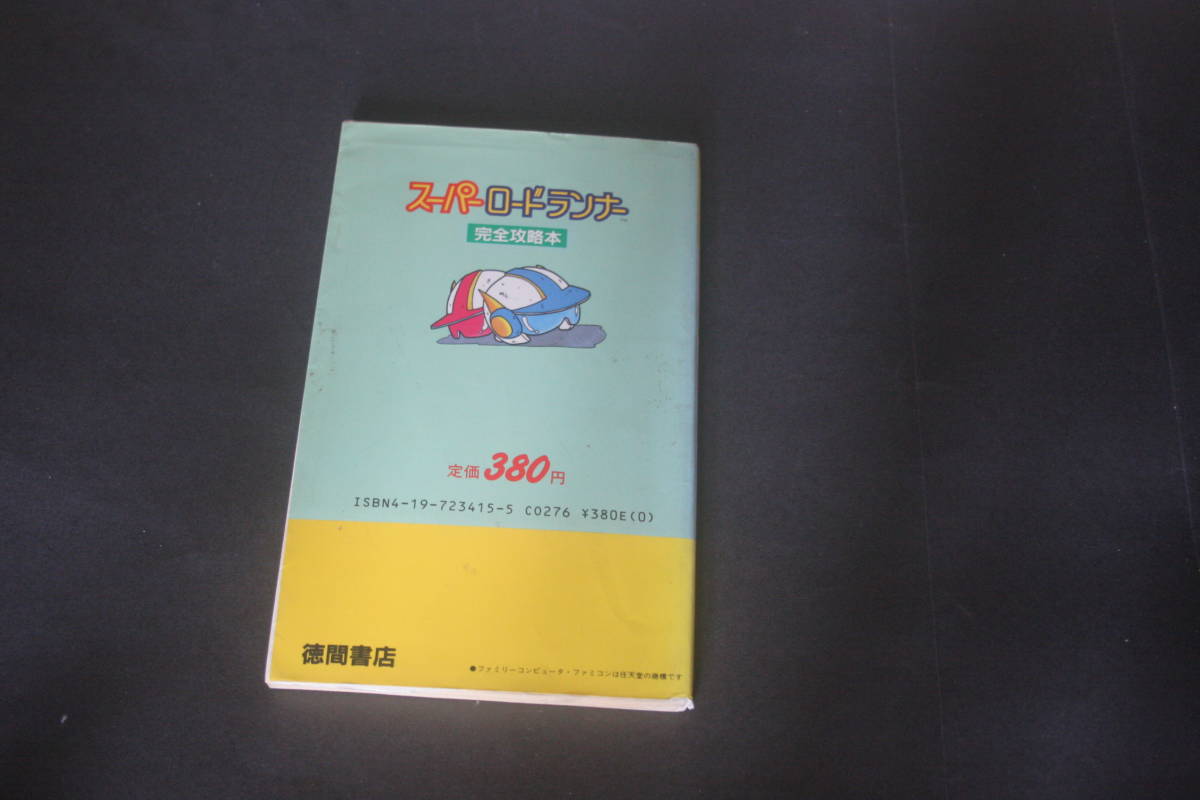 スーパーロードランナー™
完全攻略本
定価380円
ISBN4-19-723415-5 C0276 ¥380E(0)
徳間書店
●ファミリーコンピュータ・ファミコンは任天堂の商標です